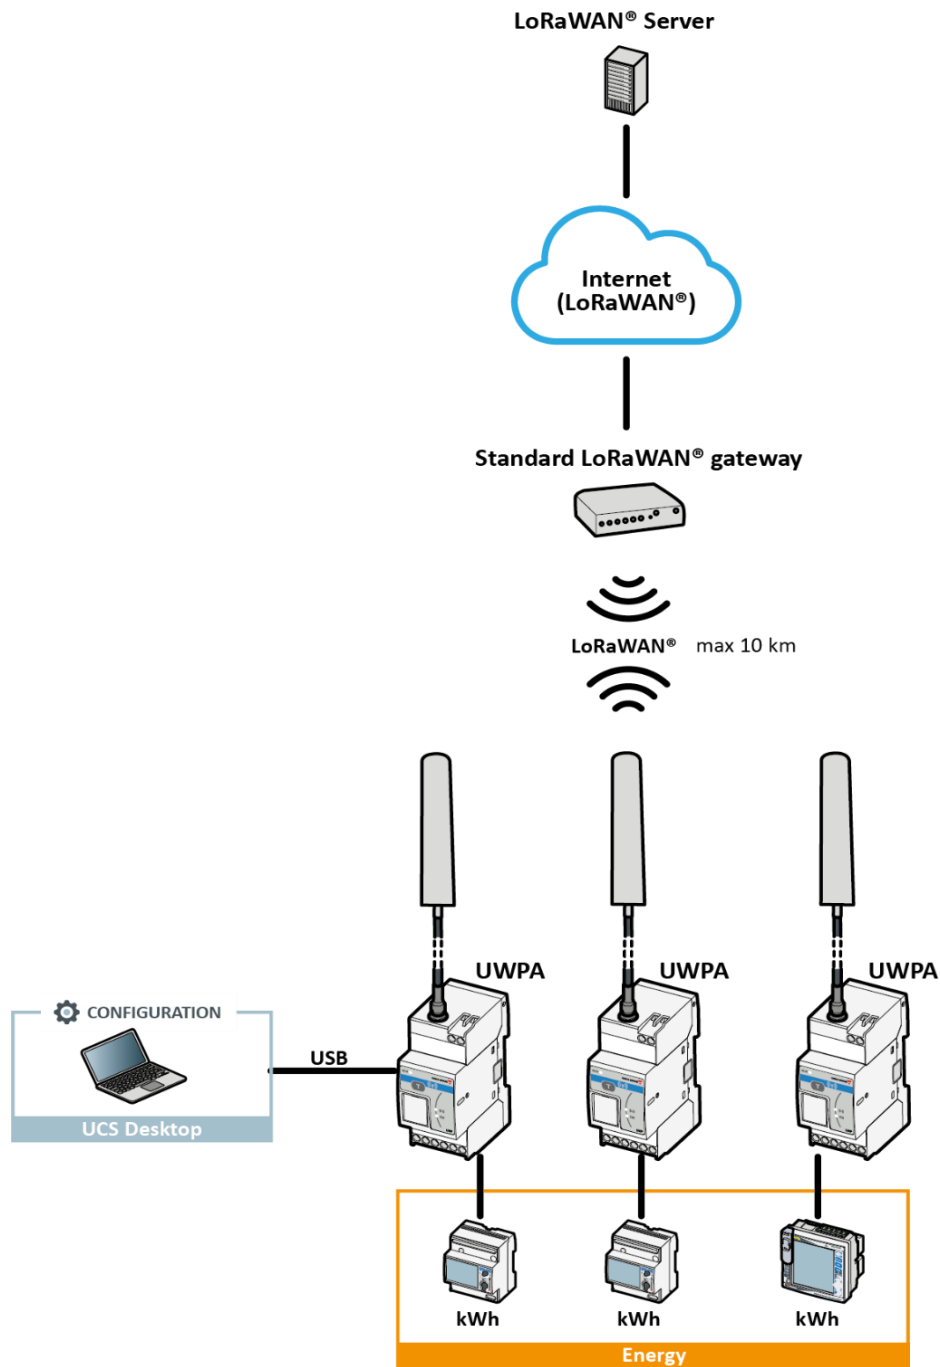 LoRaWAN® Server
Internet
(LoRaWAN®)
Standard LoRaWAN® gateway
LoRaWAN® max 10 km
UWPA
UWPA
UWPA
CONFIGURATION
USB
UCS Desktop
kWh
kWh
kWh
Energy